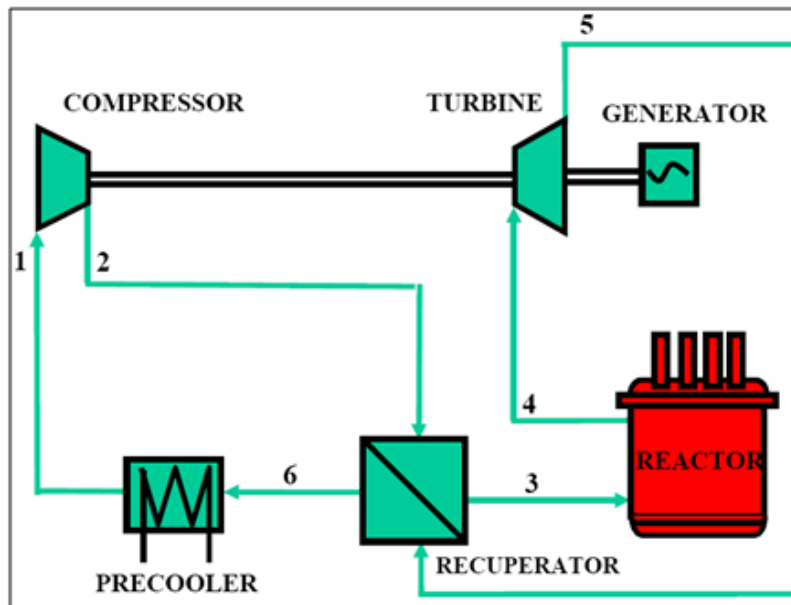 5
COMPRESSOR
TURBINE
GENERATOR
1
2
4
REACTOR
6
3
PRECOOLER
RECUPERATOR